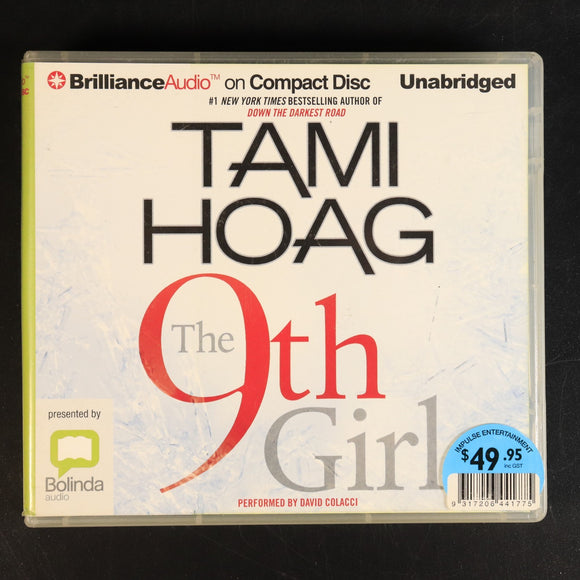 BrillianceAudio™ on Compact Disc Unabridged
#1 NEW YORK TIMES BESTSELLING AUTHOR OF
DOWN THE DARKEST ROAD
TAMI
HOAG
The
9th
Girl
presented by
Bolinda
audio
PERFORMED BY DAVID COLACCI
IMPULSE ENTERTAINMENT
$49.95
inc GST
9 317206 441775